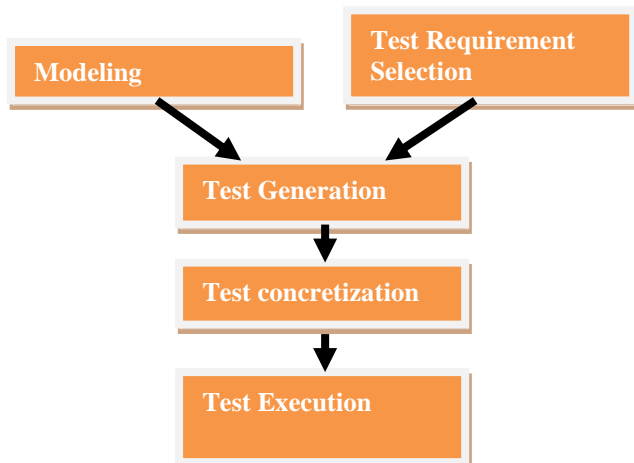 Modeling
Test Requirement
Selection
Test Generation
Test concretization
Test Execution